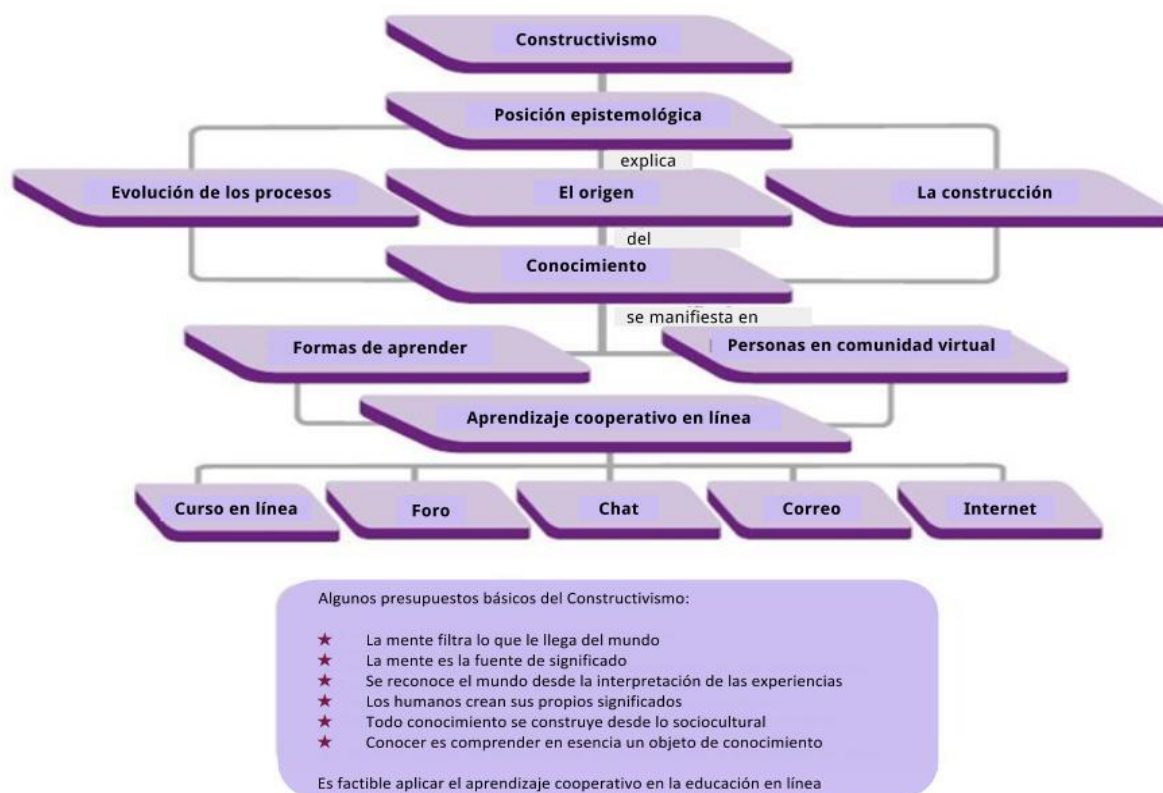 Constructivismo
Posición epistemológica
explica
Evolución de los procesos
El origen
La construcción
del
Conocimiento
se manifiesta en
Formas de aprender
Personas en comunidad virtual
Aprendizaje cooperativo en línea
Curso en línea
Foro
Chat
Correo
Internet
Algunos presupuestos básicos del Constructivismo:
★ La mente filtra lo que le llega del mundo
★ La mente es la fuente de significado
★ Se reconoce el mundo desde la interpretación de las experiencias
★ Los humanos crean sus propios significados
★ Todo conocimiento se construye desde lo sociocultural
★ Conocer es comprender en esencia un objeto de conocimiento
Es factible aplicar el aprendizaje cooperativo en la educación en línea